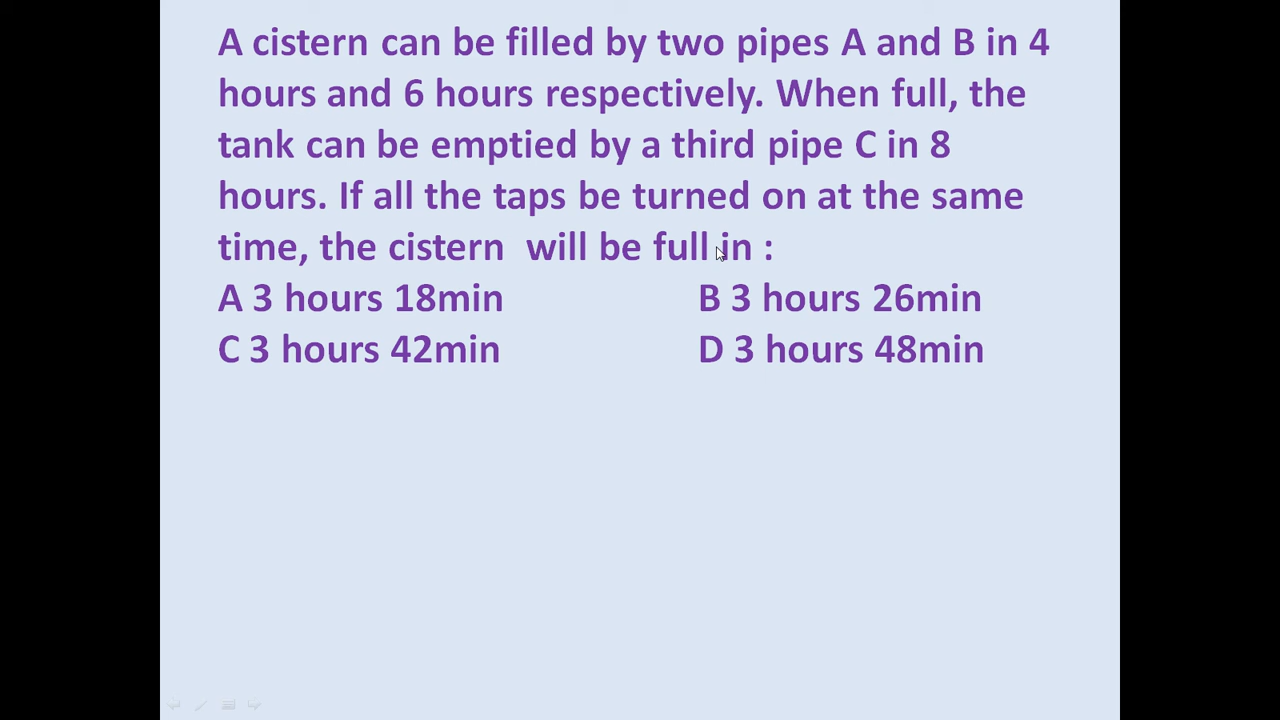 A cistern can be filled by two pipes A and B in 4
hours and 6 hours respectively. When full, the
tank can be emptied by a third pipe C in 8
hours. If all the taps be turned on at the same
time, the cistern  will be full in :
A 3 hours 18min B 3 hours 26min
C 3 hours 42min D 3 hours 48min